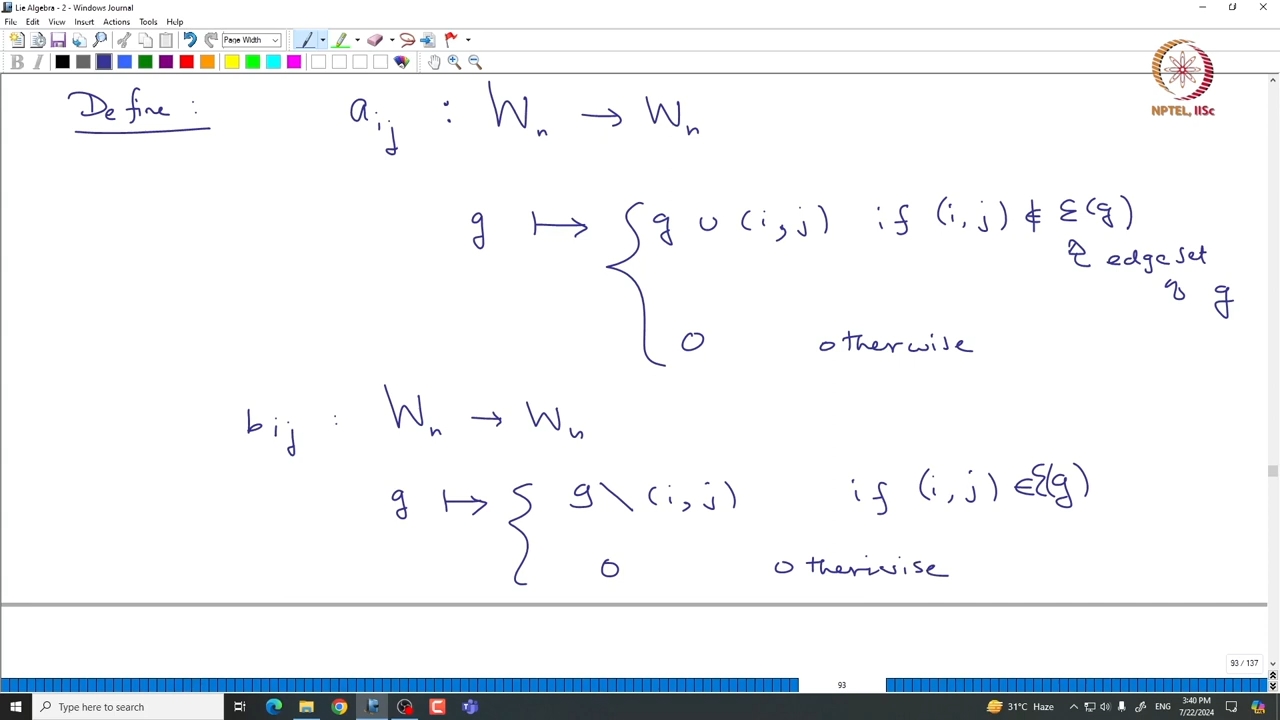 Lie Algebra - 2 - Windows Journal
File Edit View Insert Actions Tools Help
Page Width
B I
NPTEL, IISc
Define : a_ij : W_n → W_n
g ↦ { g ∪ (i,j) if (i,j) ∉ E(g)
edge set
of g
0 otherwise
b_ij : W_n → W_n
g ↦ { g \ (i,j) if (i,j) ∈ E(g)
0 otherwise
93 / 137
93
Type here to search
31°C Haze
ENG
3:40 PM
7/22/2024